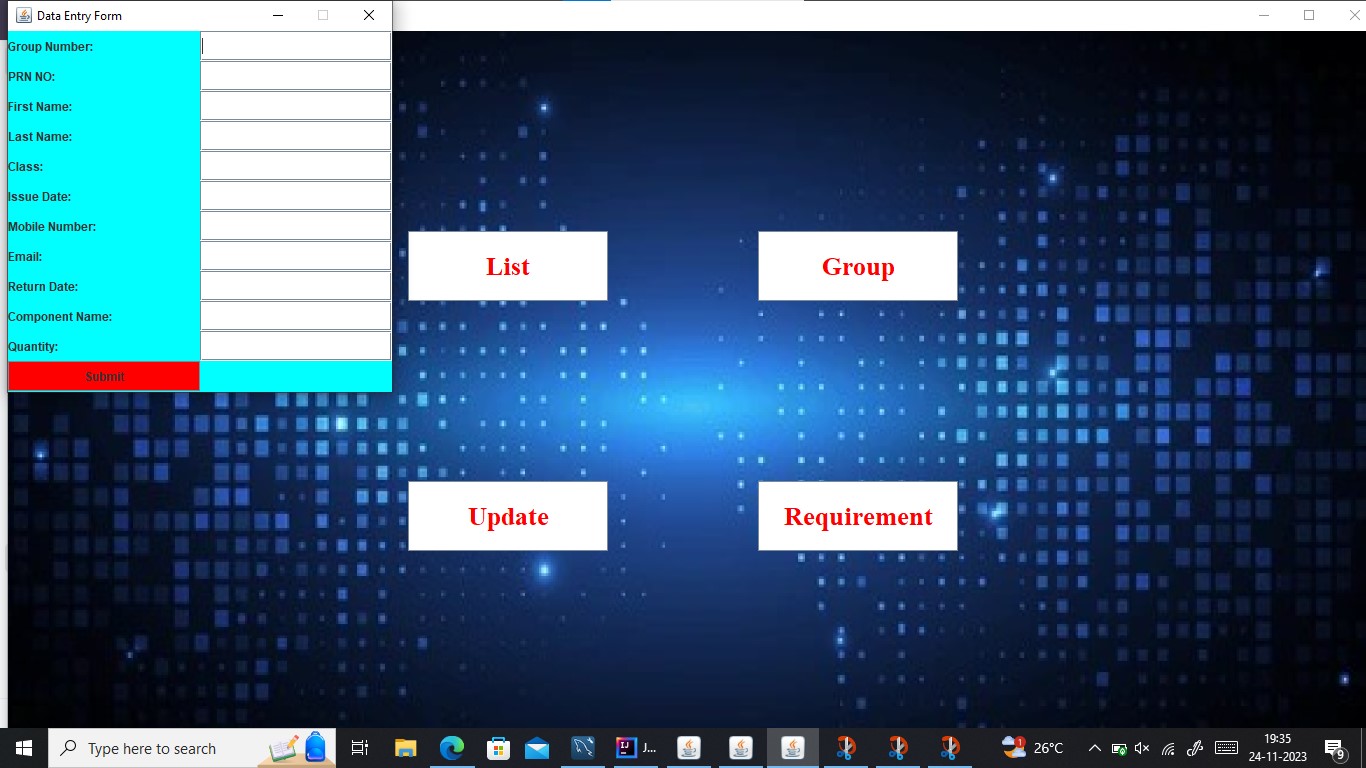 Data Entry Form
Group Number:
PRN NO:
First Name:
Last Name:
Class:
Issue Date:
Mobile Number:
Email:
Return Date:
Component Name:
Quantity:
Submit
List
Group
Update
Requirement
Type here to search
J...
1
26°C
19:35
24-11-2023
9